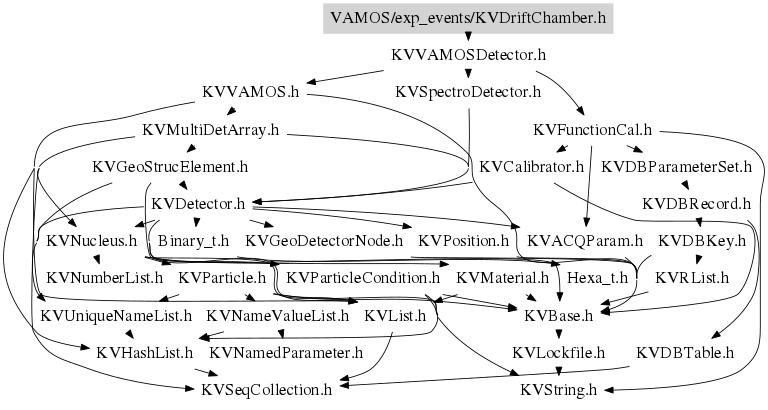 VAMOS/exp_events/KVDriftChamber.h
KVVAMOSDetector.h
KVVAMOS.h KVSpectroDetector.h
KVMultiDetArray.h KVFunctionCal.h
KVGeoStrucElement.h KVCalibrator.h KVDBParameterSet.h
KVDetector.h KVDBRecord.h
KVNucleus.h Binary_t.h KVGeoDetectorNode.h KVPosition.h KVACQParam.h KVDBKey.h
KVNumberList.h KVParticle.h KVParticleCondition.h KVMaterial.h Hexa_t.h KVRList.h
KVUniqueNameList.h KVNameValueList.h KVList.h KVBase.h
KVHashList.h KVNamedParameter.h KVLockfile.h KVDBTable.h
KVSeqCollection.h KVString.h